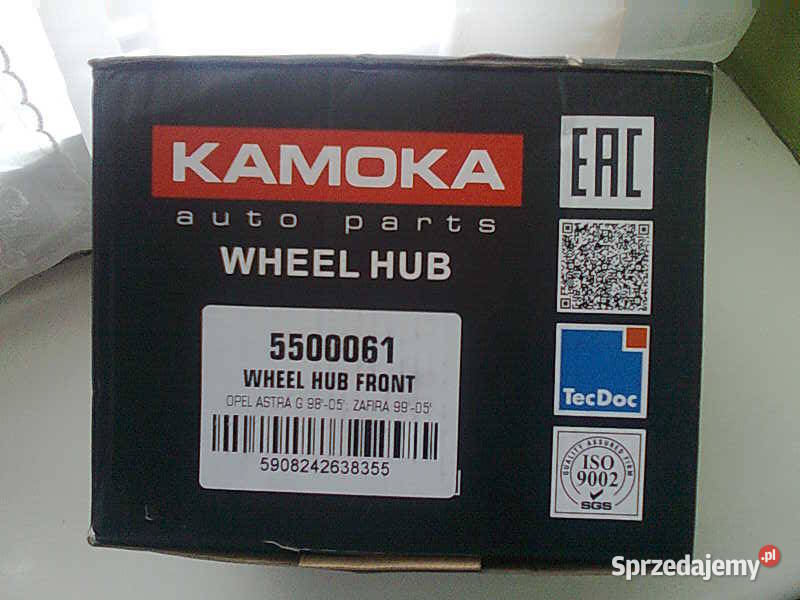 KAMOKA
auto parts
WHEEL HUB
5500061
WHEEL HUB FRONT
OPEL ASTRA G 98'-05'; ZAFIRA 99'-05'
5908242638355
EAC
TecDoc
QUALITY ASSURED FIRM
ISO
9002
SGS
Sprzedajemy.pl